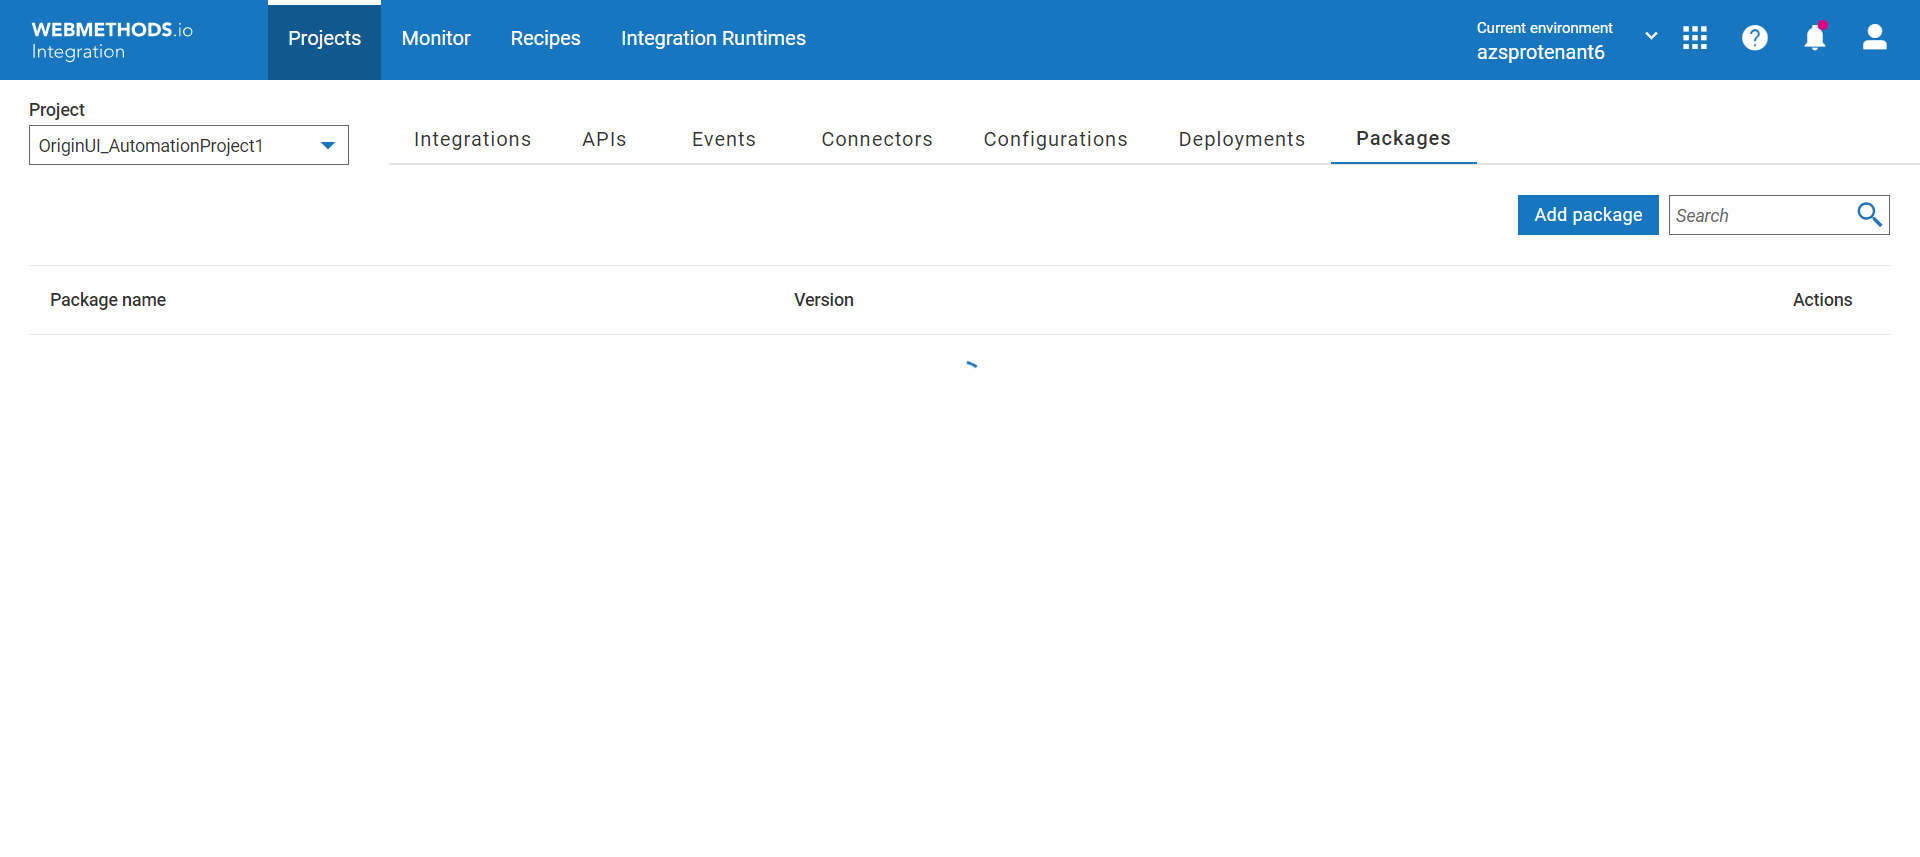 WEBMETHODS.io
Integration
Projects
Monitor
Recipes
Integration Runtimes
Current environment
azsprotenant6
Project
OriginUI_AutomationProject1
Integrations
APIs
Events
Connectors
Configurations
Deployments
Packages
Add package
Search
Package name
Version
Actions